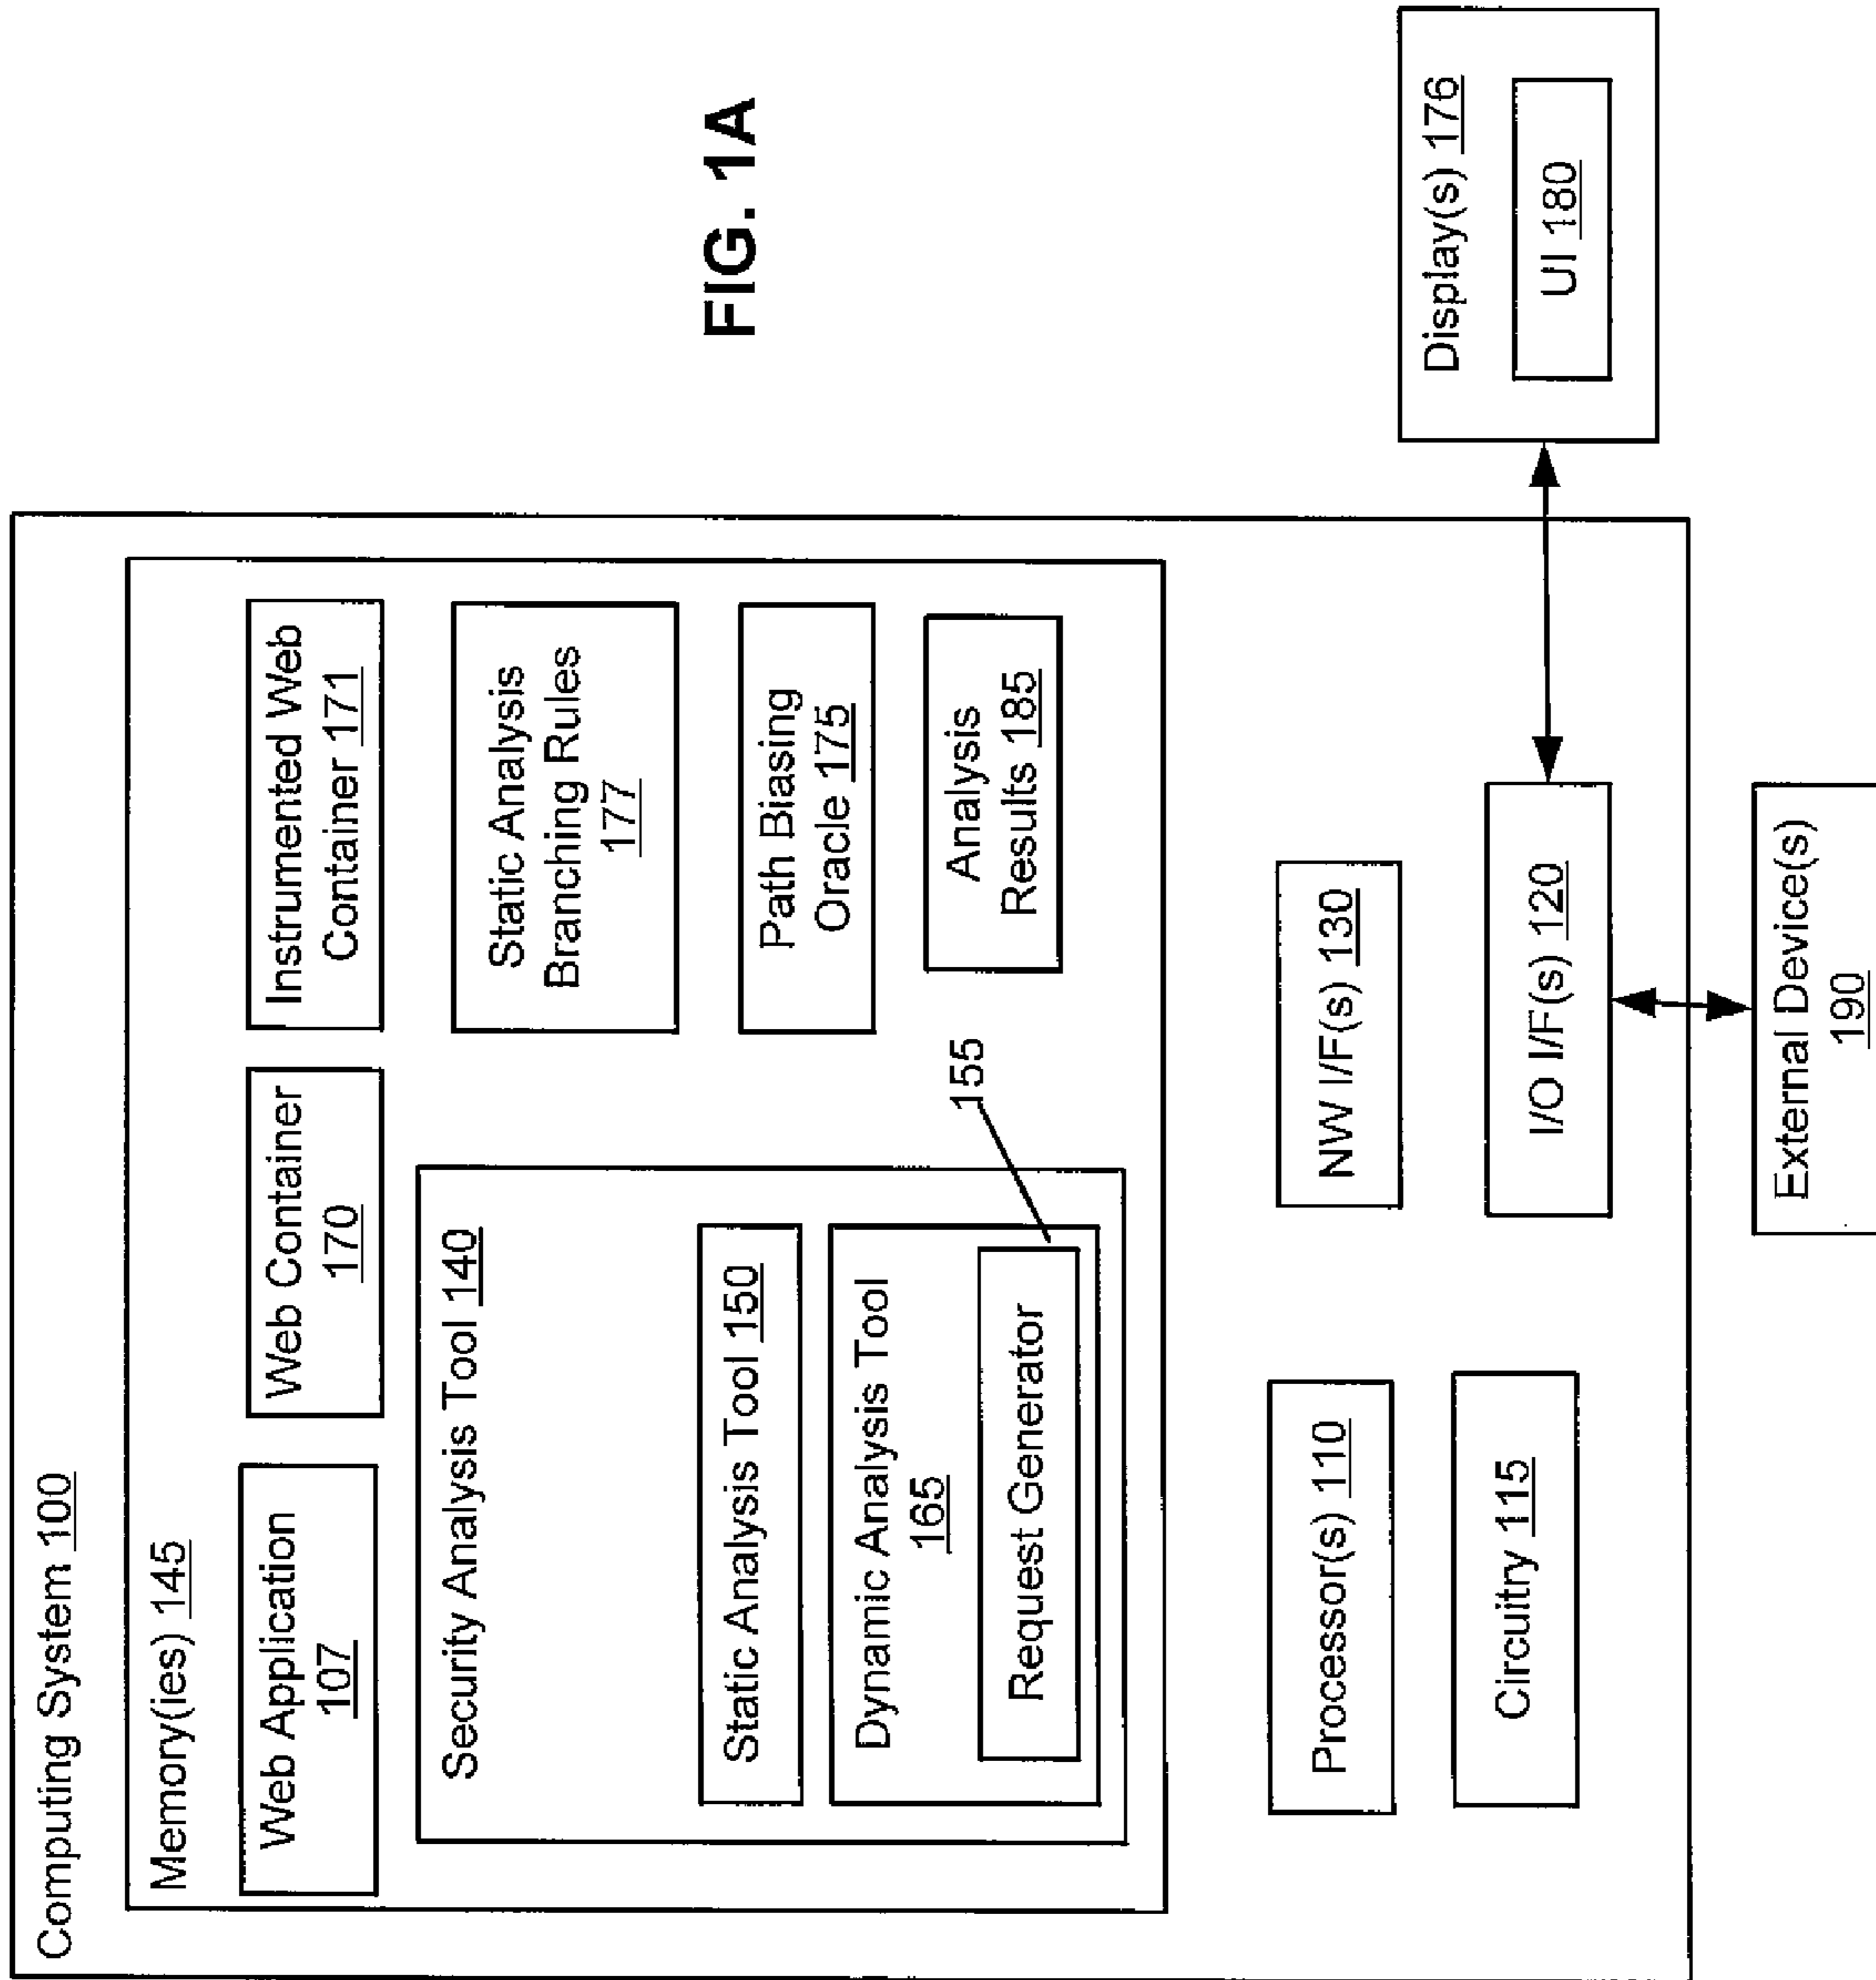 Computing System 100
Memory(ies) 145
Web Application
107
Web Container
170
Instrumented Web
Container 171
Security Analysis Tool 140
Static Analysis Tool 150
Dynamic Analysis Tool
165
Request Generator
155
Static Analysis
Branching Rules
177
Path Biasing
Oracle 175
Analysis
Results 185
Processor(s) 110
Circuitry 115
NW I/F(s) 130
I/O I/F(s) 120
External Device(s)
190
Display(s) 176
UI 180
FIG. 1A